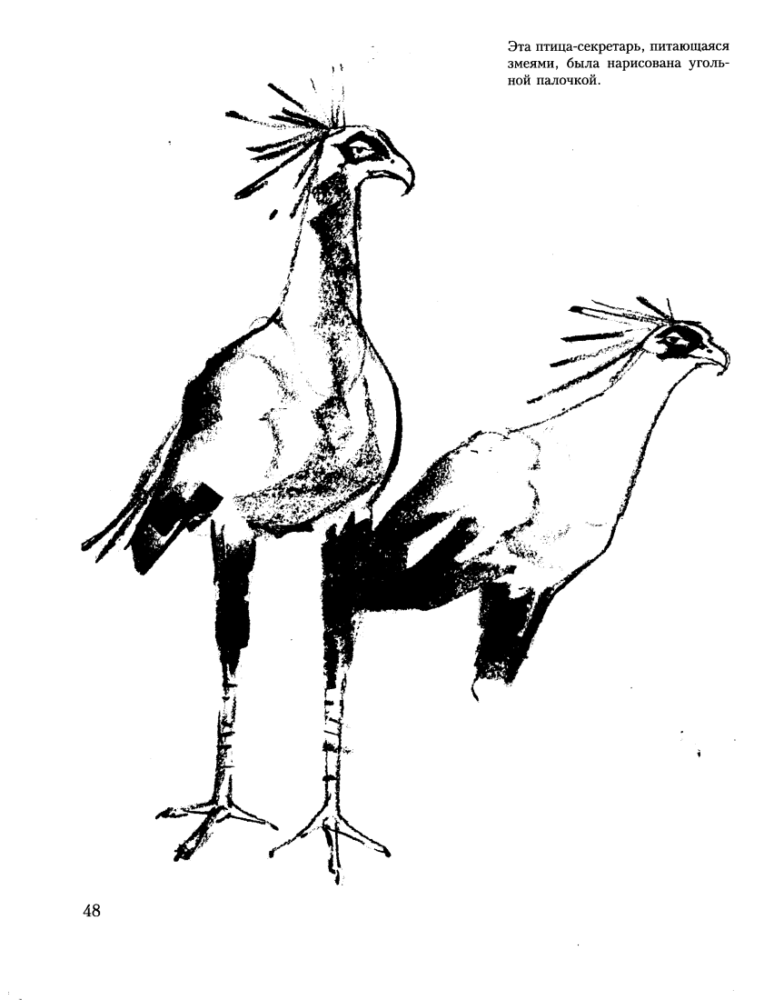 Эта птица-секретарь, питающаяся
змеями, была нарисована уголь-
ной палочкой.
48